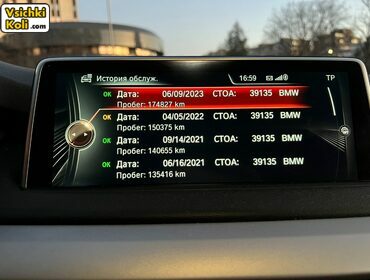 Vsichki
Koli.com
История обслуж.
16:59
TP
OK Дата: 06/09/2023 СТОА: 39135 BMW
Пробег: 174827 km
OK Дата: 04/05/2022 СТОА: 39135 BMW
Пробег: 150375 km
OK Дата: 09/14/2021 СТОА: 39135 BMW
Пробег: 140655 km
OK Дата: 06/16/2021 СТОА: 39135 BMW
Пробег: 135416 km